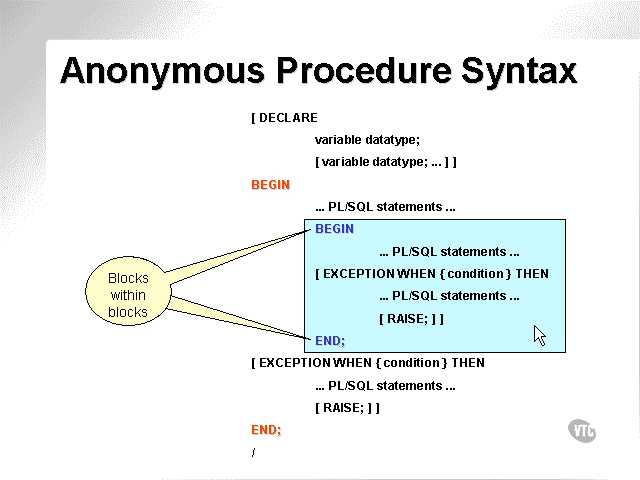 Anonymous Procedure Syntax
[ DECLARE
variable datatype;
[ variable datatype; ... ] ]
BEGIN
... PL/SQL statements ...
BEGIN
... PL/SQL statements ...
[ EXCEPTION WHEN { condition } THEN
... PL/SQL statements ...
[ RAISE; ] ]
END;
[ EXCEPTION WHEN { condition } THEN
... PL/SQL statements ...
[ RAISE; ] ]
END;
/
Blocks
within
blocks
VTC